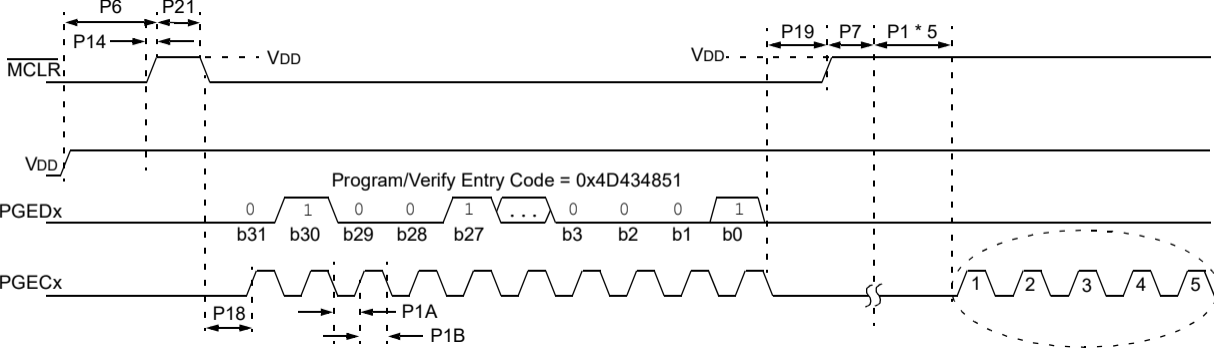 P6 P21 P19 P7 P1 * 5
P14
MCLR VDD VDD
VDD
Program/Verify Entry Code = 0x4D434851
PGEDx 0 1 0 0 1 ... 0 0 0 1
b31 b30 b29 b28 b27 b3 b2 b1 b0
PGECx 1 2 3 4 5
P18 P1A
P1B